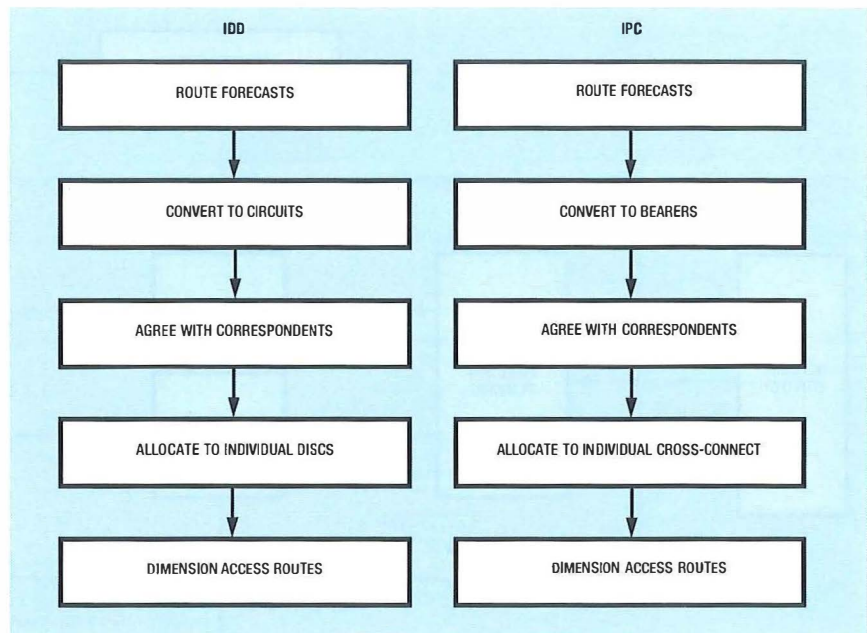 IDD
ROUTE FORECASTS
CONVERT TO CIRCUITS
AGREE WITH CORRESPONDENTS
ALLOCATE TO INDIVIDUAL DISCS
DIMENSION ACCESS ROUTES
IPC
ROUTE FORECASTS
CONVERT TO BEARERS
AGREE WITH CORRESPONDENTS
ALLOCATE TO INDIVIDUAL CROSS-CONNECT
DIMENSION ACCESS ROUTES